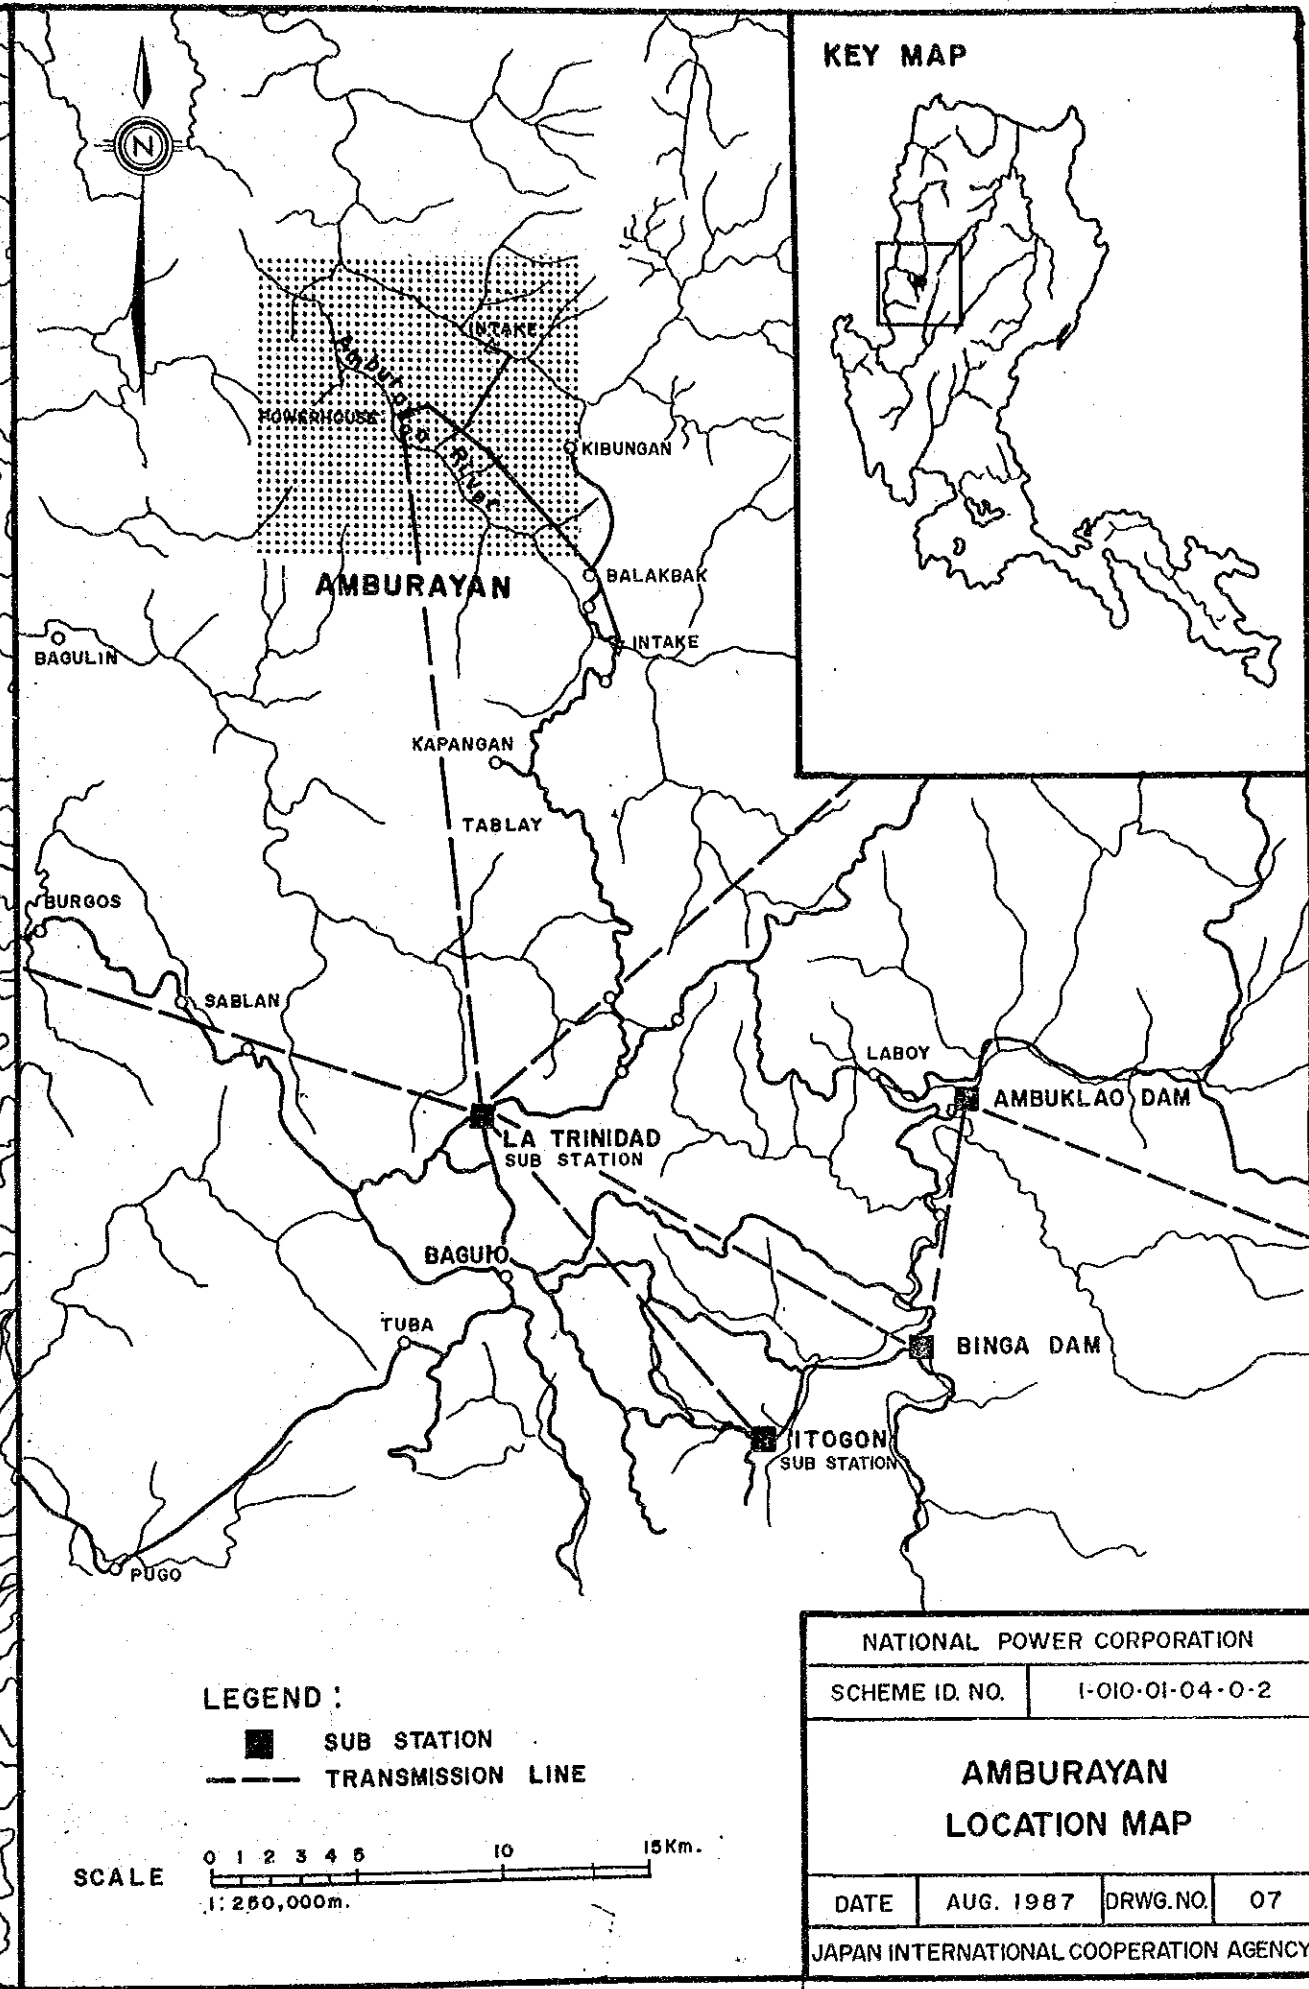 KEY MAP
N
INTAKE
Amburayan River
POWERHOUSE
KIBUNGAN
AMBURAYAN
BALAKBAK
INTAKE
BAGULIN
KAPANGAN
TABLAY
BURGOS
SABLAN
LABOY
AMBUKLAO DAM
LA TRINIDAD
SUB STATION
BAGUIO
TUBA
BINGA DAM
ITOGON
SUB STATION
PUGO
LEGEND :
SUB STATION
TRANSMISSION LINE
SCALE
0 1 2 3 4 5 10 15Km.
1:250,000m.
NATIONAL POWER CORPORATION
SCHEME ID. NO. 1-010-01-04-0-2
AMBURAYAN
LOCATION MAP
DATE AUG. 1987 DRWG.NO. 07
JAPAN INTERNATIONAL COOPERATION AGENCY